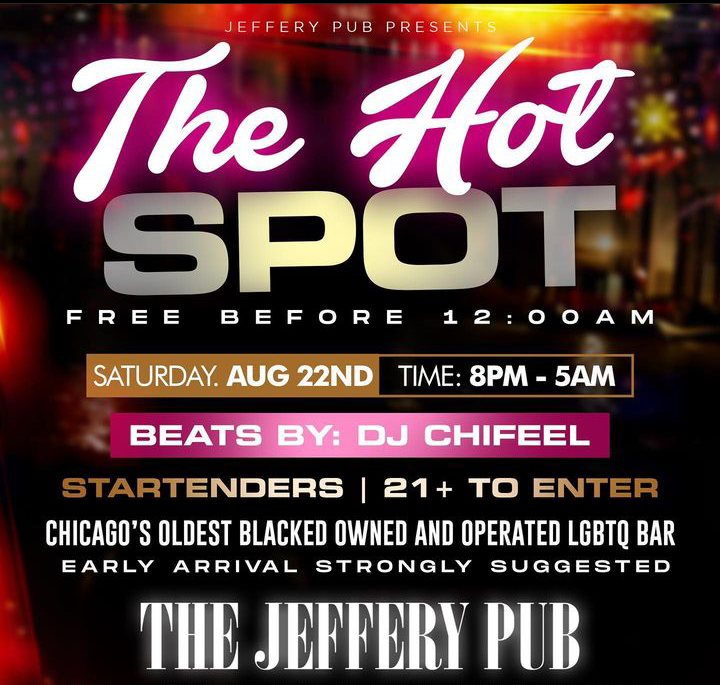 JEFFERY PUB PRESENTS
The Hot
SPOT
FREE BEFORE 12:00AM
SATURDAY. AUG 22ND TIME: 8PM - 5AM
BEATS BY: DJ CHIFEEL
STARTENDERS | 21+ TO ENTER
CHICAGO'S OLDEST BLACKED OWNED AND OPERATED LGBTQ BAR
EARLY ARRIVAL STRONGLY SUGGESTED
THE JEFFERY PUB